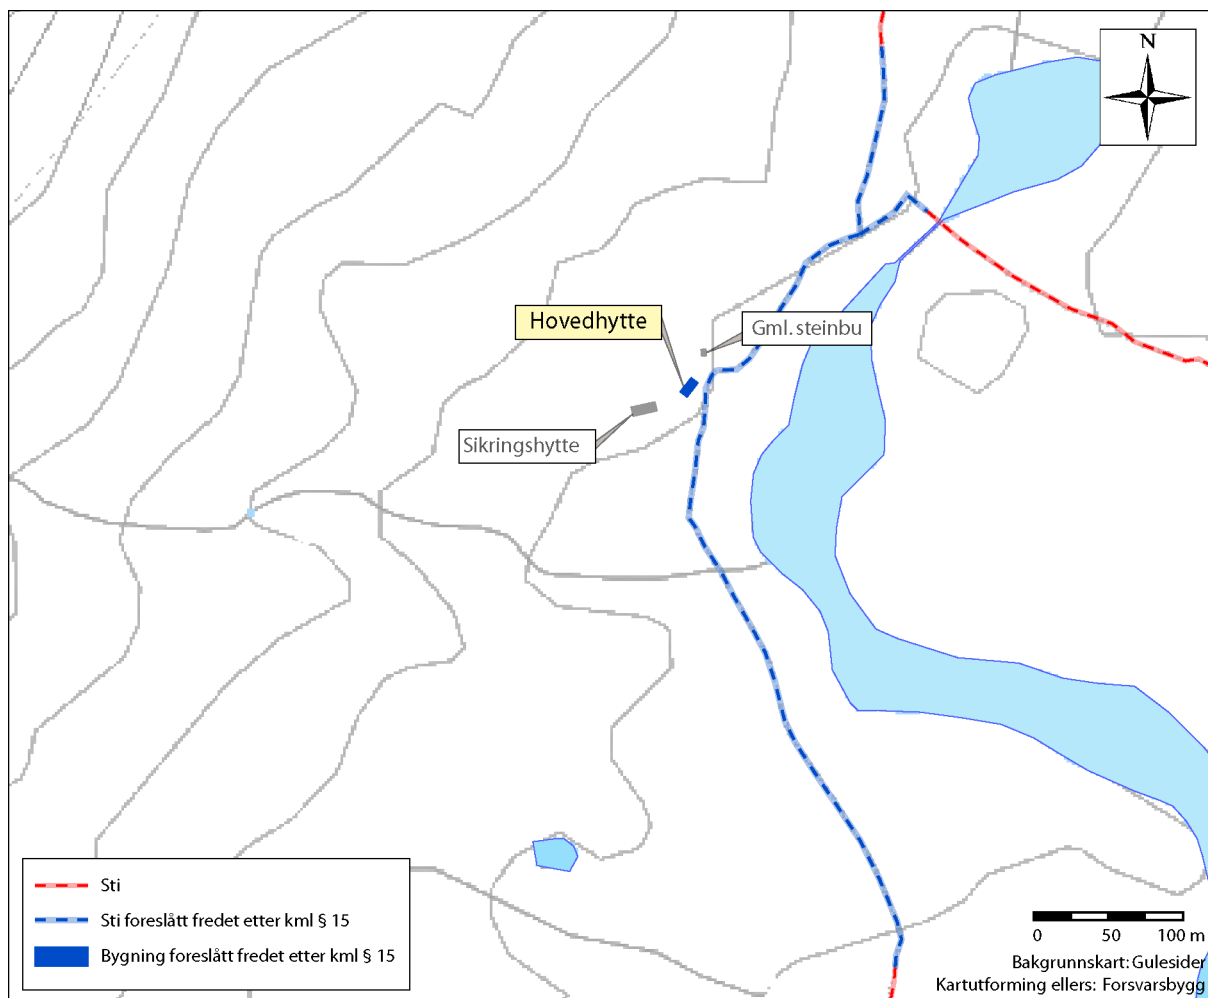 N
Hovedhytte
Gml. steinbu
Sikringshytte
Sti
Sti foreslått fredet etter kml § 15
Bygning foreslått fredet etter kml § 15
0 50 100 m
Bakgrunnskart: Gulesider
Kartutforming ellers: Forsvarsbygg